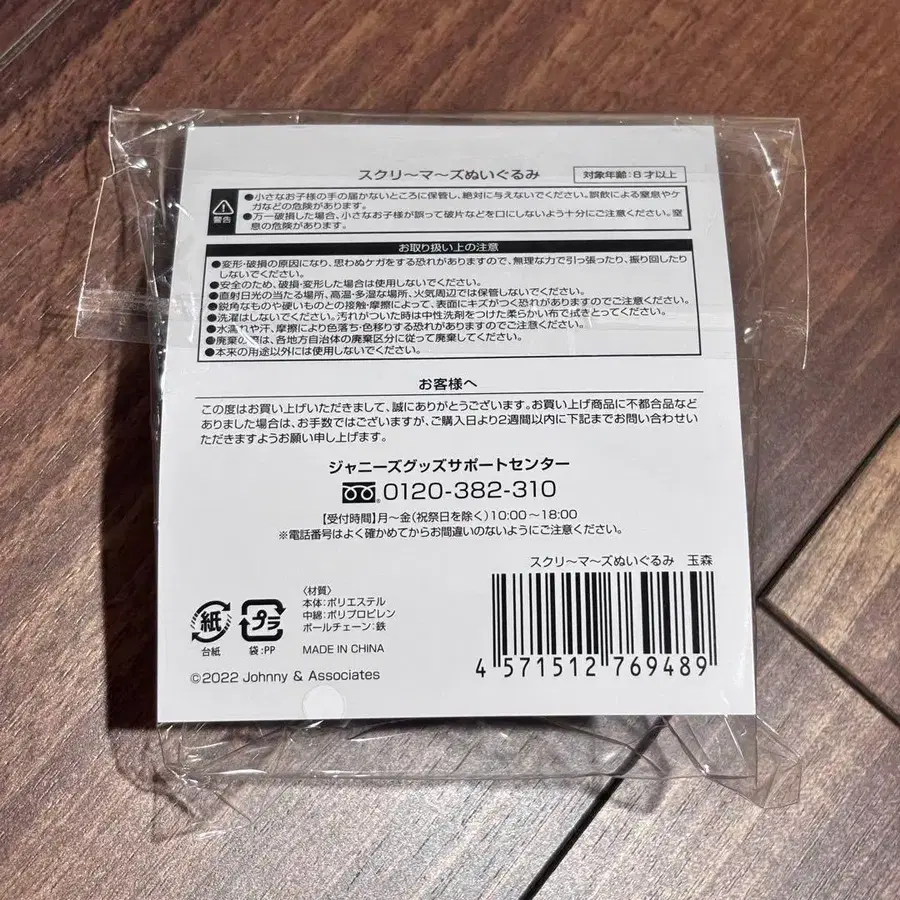 スクリ〜マ〜ズぬいぐるみ 対象年齢:8才以上
警告
●小さなお子様の手の届かないところに保管し、絶対に与えないでください。誤飲による窒息やケ
ガなどの危険があります。
●万一破損した場合、小さなお子様が誤って破片などを口にしないよう十分にご注意ください。窒
息の危険があります。
お取り扱い上の注意
●変形・破損の原因になり、思わぬケガをする恐れがありますので、無理な力で引っ張ったり、振り回したり
しないでください。
●安全のため、破損・変形した場合は使用しないでください。
●直射日光の当たる場所、高温・多湿な場所、火気周辺では保管しないでください。
●鋭角なものや硬いものとの接触・摩擦によって、表面にキズがつく恐れがありますのでご注意ください。
●洗濯はしないでください。汚れがついた時は中性洗剤をつけた柔らかい布で拭きとってください。
●水濡れや汗、摩擦により色落ち・色移りする恐れがありますのでご注意ください。
●廃棄の際は、各地方自治体の廃棄区分に従って廃棄してください。
●本来の用途以外には使用しないでください。
お客様へ
この度はお買い上げいただきまして、誠にありがとうございます。お買い上げ商品に不都合品など
ありました場合は、お手数ではございますが、ご購入日より2週間以内に下記までお問い合わせい
ただきますようお願い申し上げます。
ジャニーズグッズサポートセンター
0120-382-310
【受付時間】月〜金(祝祭日を除く)10:00〜18:00
※電話番号はよく確かめてからお間違いのないようにご注意ください。
スクリ〜マ〜ズぬいぐるみ 玉森
紙
台紙
プラ
袋:PP
〈材質〉
本体:ポリエステル
中綿:ポリプロピレン
ボールチェーン:鉄
MADE IN CHINA
©2022 Johnny & Associates
4 571512 769489